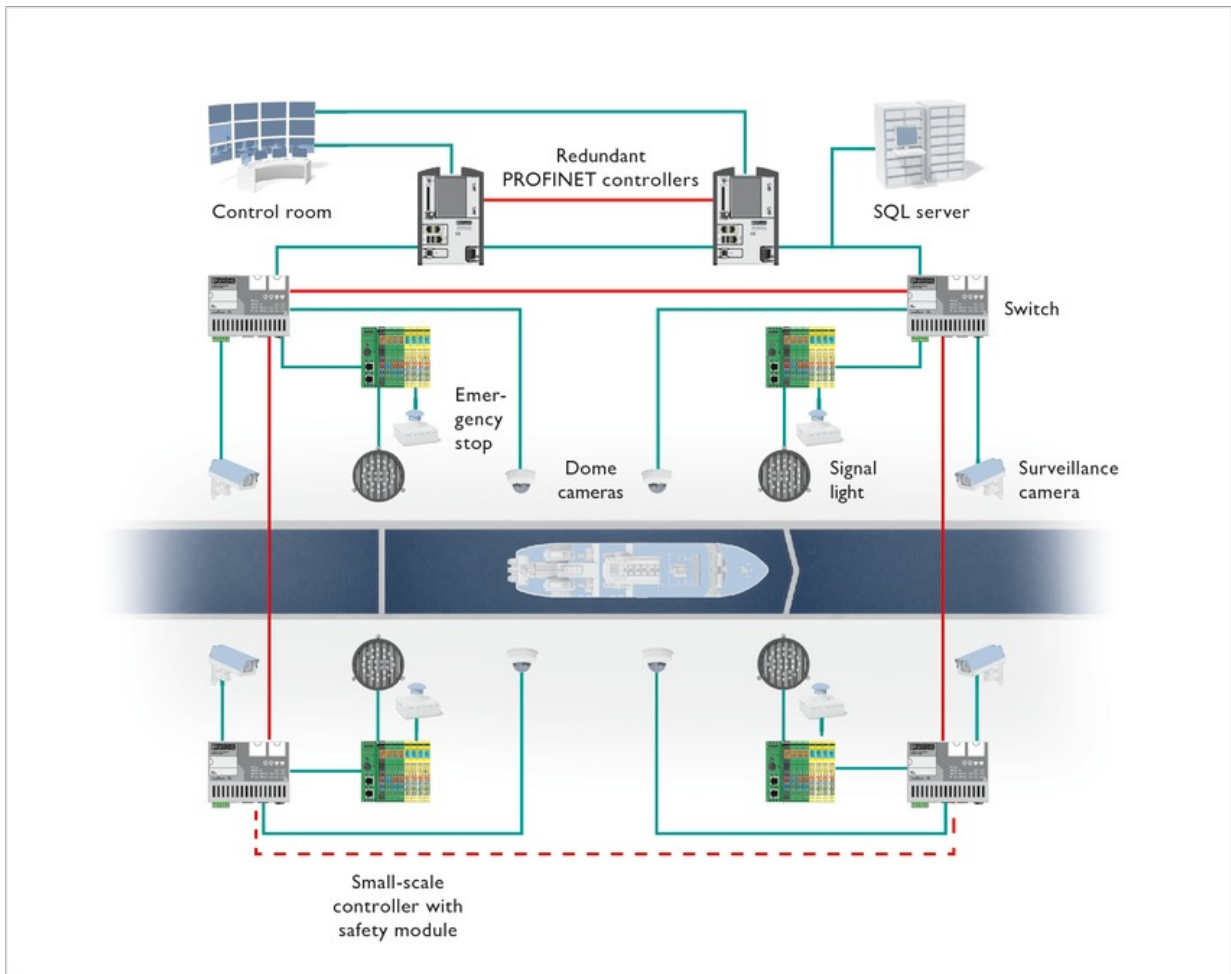 Redundant
PROFINET controllers
Control room
SQL server
Switch
Emer-
gency
stop
Dome
cameras
Signal
light
Surveillance
camera
Small-scale
controller with
safety module